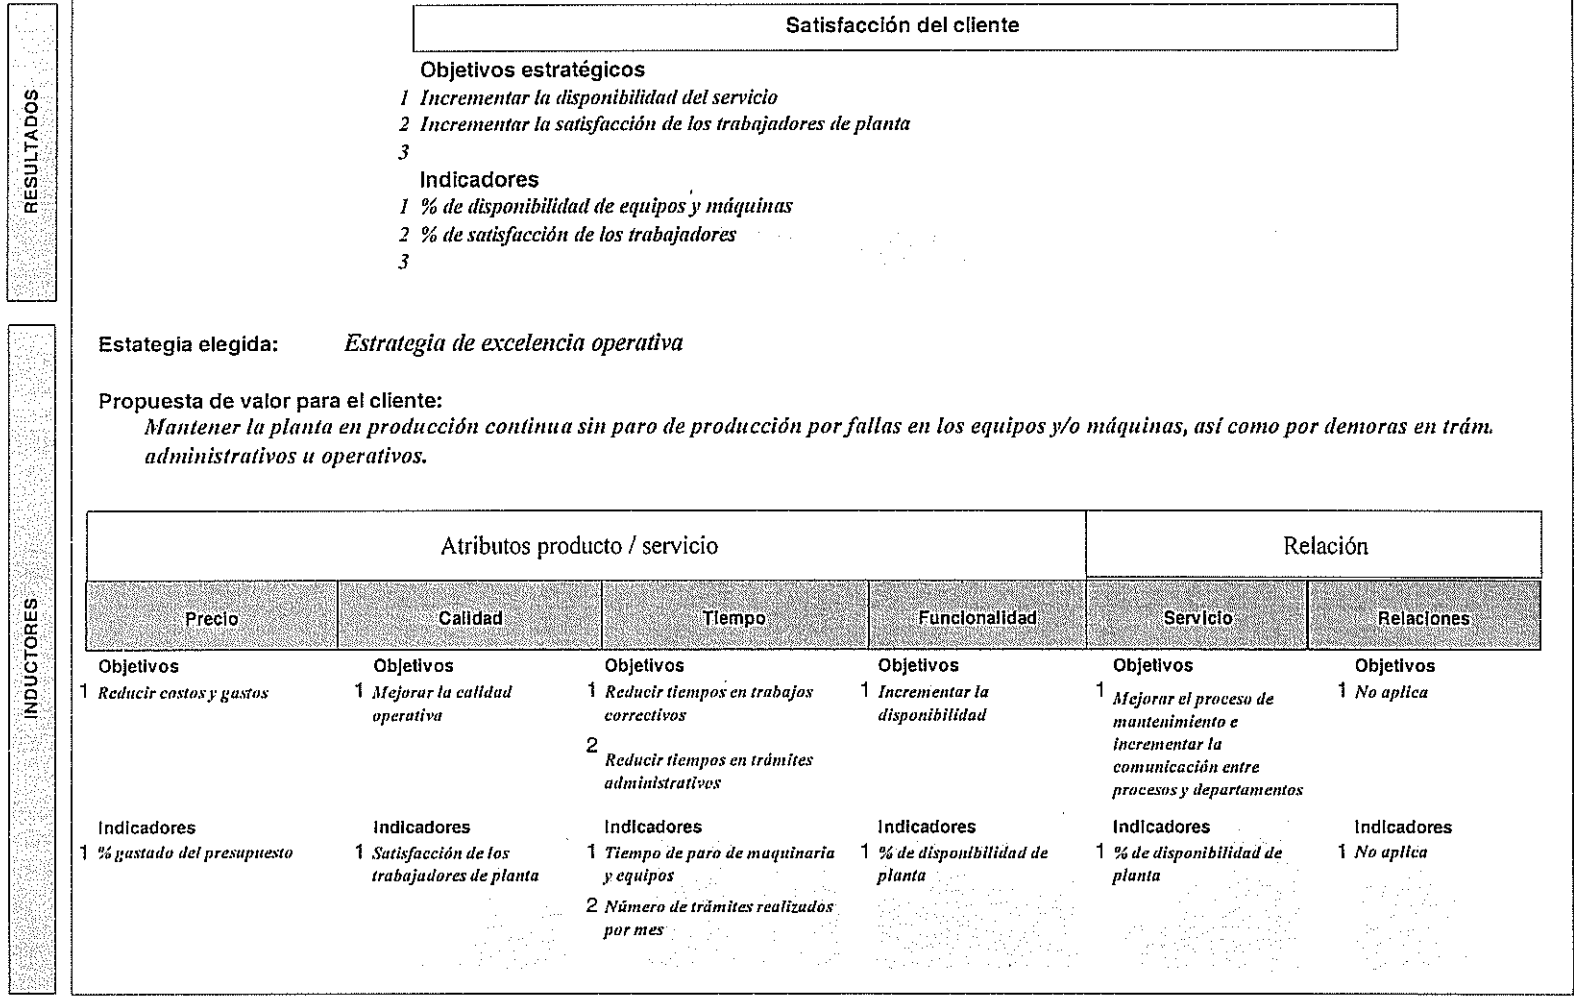 Satisfacción del cliente
RESULTADOS
Objetivos estratégicos
1 Incrementar la disponibilidad del servicio
2 Incrementar la satisfacción de los trabajadores de planta
3
Indicadores
1 % de disponibilidad de equipos y máquinas
2 % de satisfacción de los trabajadores
3
INDUCTORES
Estategia elegida: Estrategia de excelencia operativa
Propuesta de valor para el cliente:
Mantener la planta en producción continua sin paro de producción por fallas en los equipos y/o máquinas, así como por demoras en trám.
administrativos u operativos.
Atributos producto / servicio
Relación
Precio
Calidad
Tiempo
Funcionalidad
Servicio
Relaciones
Objetivos
1 Reducir costos y gastos
Objetivos
1 Mejorar la calidad
operativa
Objetivos
1 Reducir tiempos en trabajos
correctivos
2 Reducir tiempos en trámites
administrativos
Objetivos
1 Incrementar la
disponibilidad
Objetivos
1 Mejorar el proceso de
mantenimiento e
incrementar la
comunicación entre
procesos y departamentos
Objetivos
1 No aplica
Indicadores
1 % gastado del presupuesto
Indicadores
1 Satisfacción de los
trabajadores de planta
Indicadores
1 Tiempo de paro de maquinaria
y equipos
2 Número de trámites realizados
por mes
Indicadores
1 % de disponibilidad de
planta
Indicadores
1 % de disponibilidad de
planta
Indicadores
1 No aplica